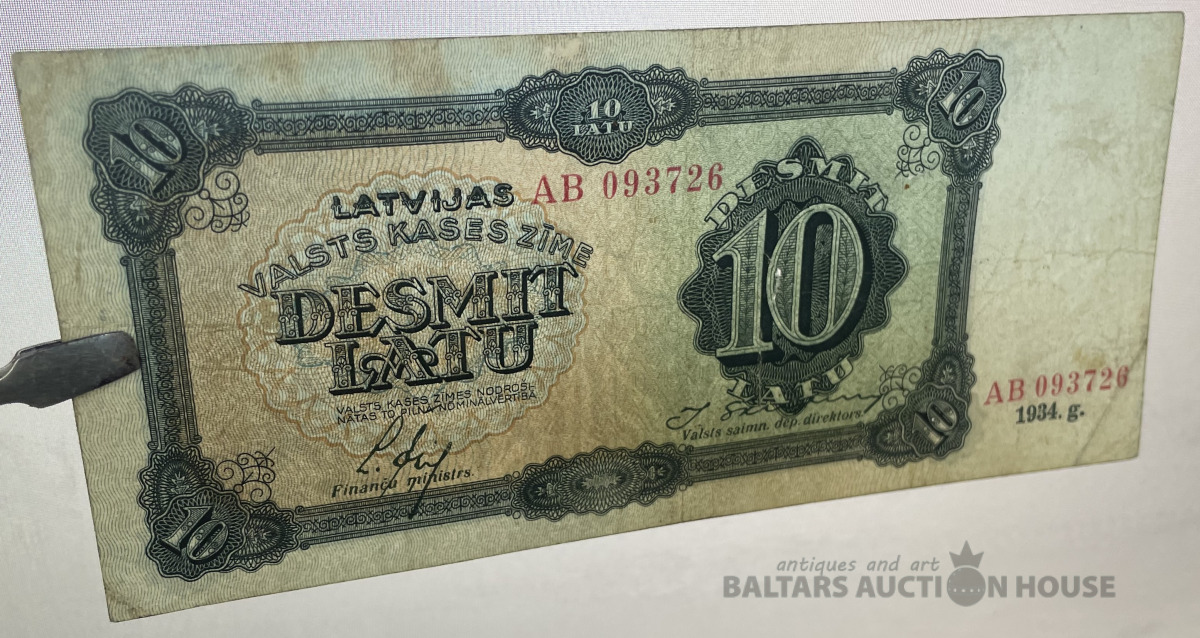 10
10
LATU
10
LATVIJAS
VALSTS KASES ZĪME
DESMIT
LATU
VALSTS KASES ZĪMES NODROŠI-
NĀTAS TO PILNĀ NOMINĀLVĒRTĪBĀ
Finanču ministrs.
AB 093726
DESMIT
10
LATU
Valsts saimn. dep. direktors.
AB 093726
1934. g.
10
10
antiques and art
BALTARS AUCTION HOUSE